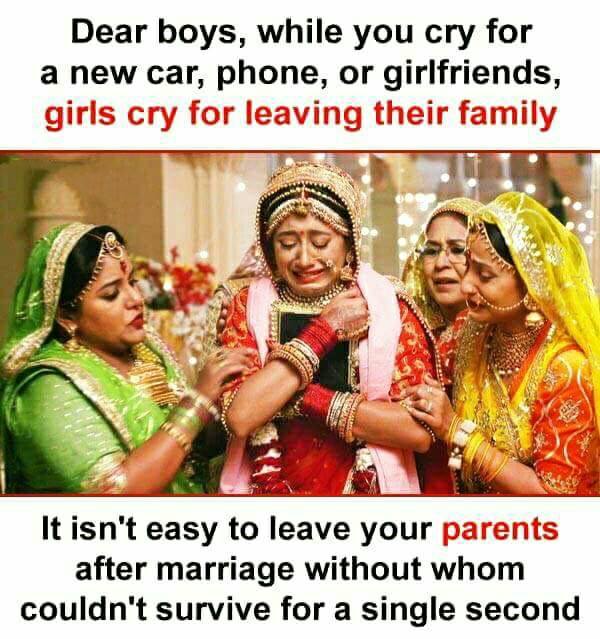 Dear boys, while you cry for
a new car, phone, or girlfriends,
girls cry for leaving their family
It isn't easy to leave your parents
after marriage without whom
couldn't survive for a single second